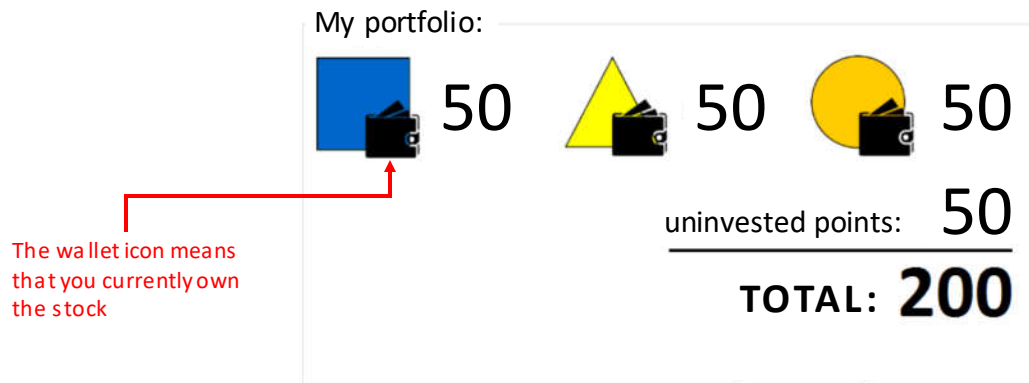 My portfolio:
50 50 50
uninvested points: 50
TOTAL: 200
The wallet icon means
that you currently own
the stock